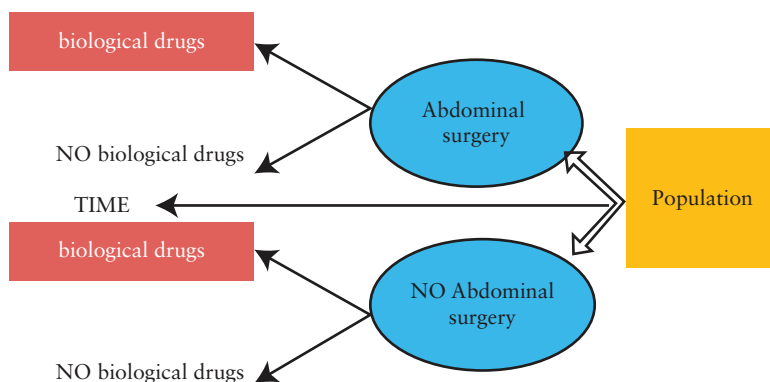 biological drugs
Abdominal
surgery
NO biological drugs
Population
TIME
biological drugs
NO Abdominal
surgery
NO biological drugs